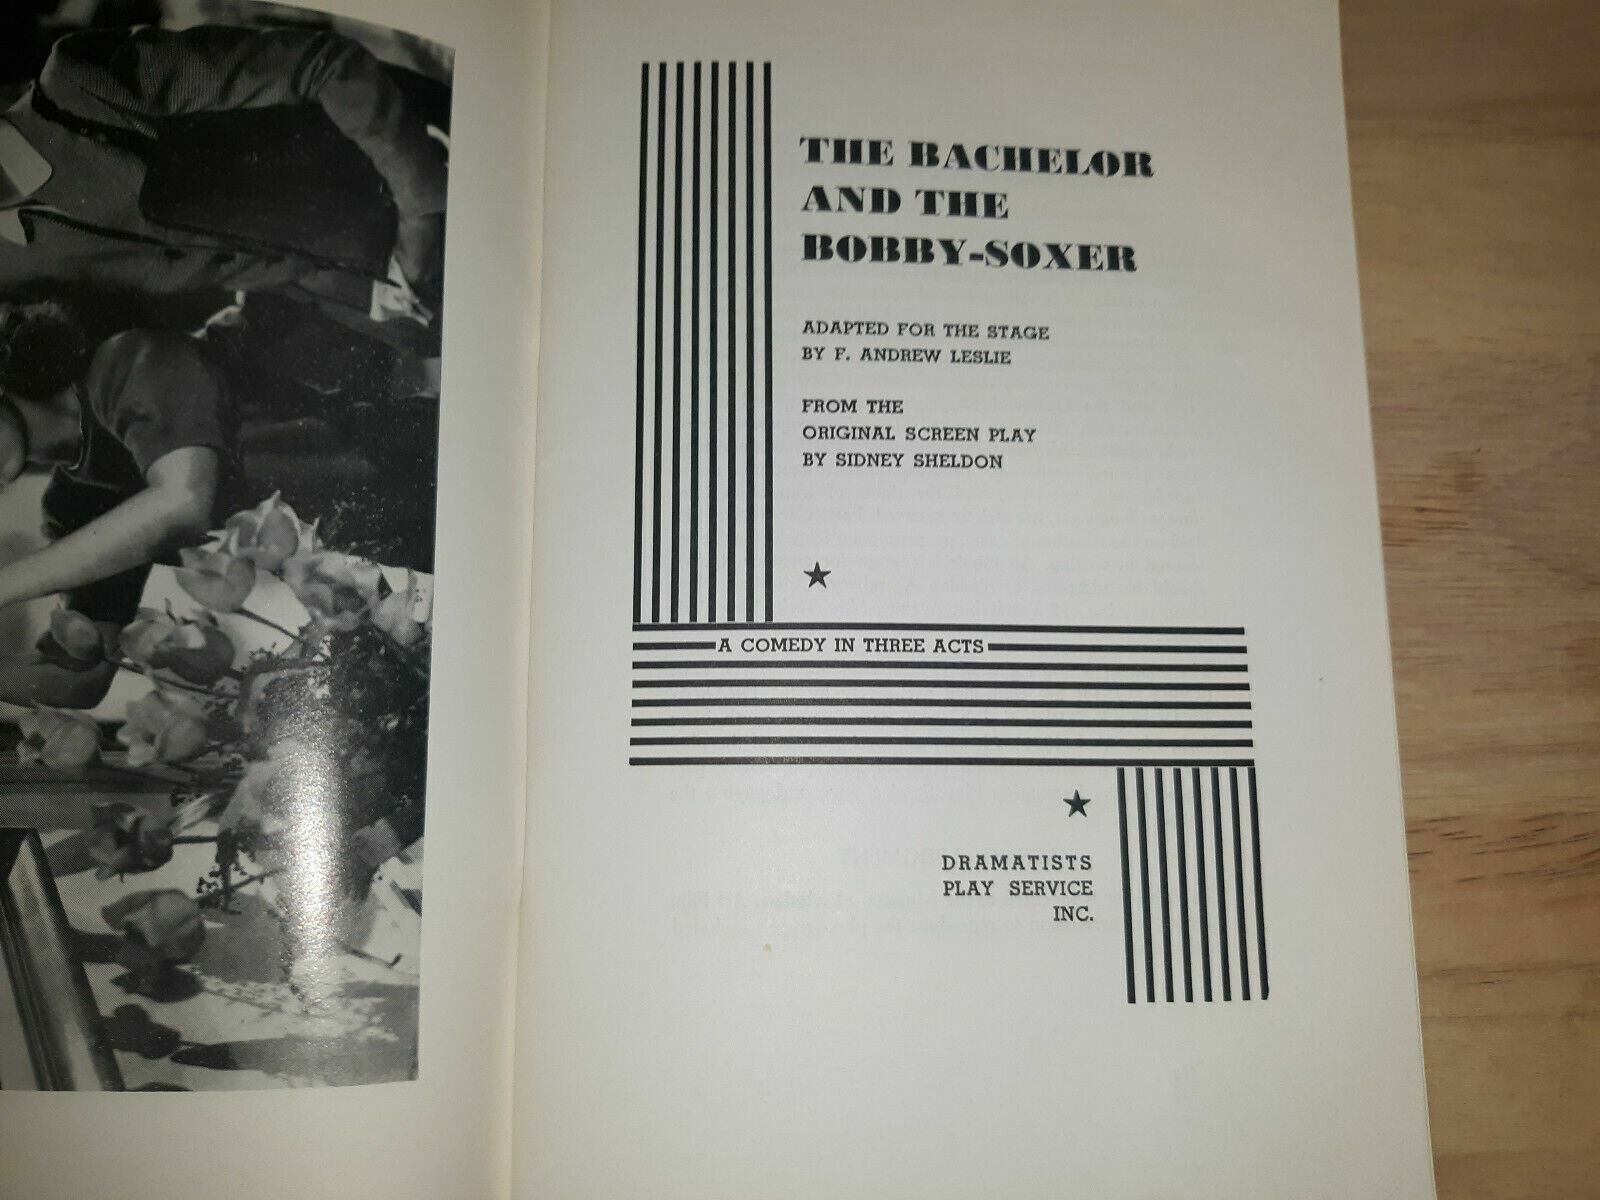 THE BACHELOR
AND THE
BOBBY-SOXER
ADAPTED FOR THE STAGE
BY F. ANDREW LESLIE
FROM THE
ORIGINAL SCREEN PLAY
BY SIDNEY SHELDON
A COMEDY IN THREE ACTS
DRAMATISTS
PLAY SERVICE
INC.